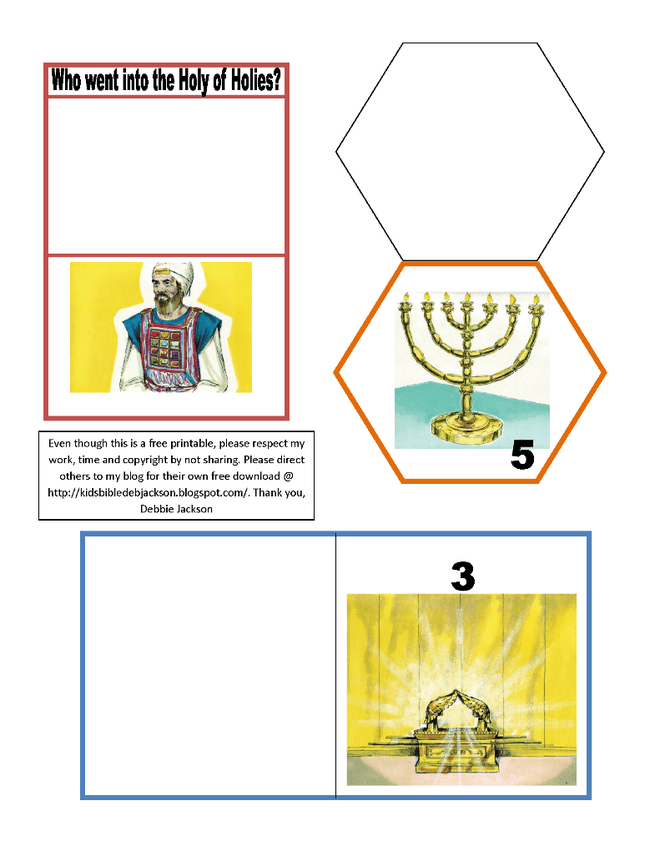 Who went into the Holy of Holies?
5
Even though this is a free printable, please respect my
work, time and copyright by not sharing. Please direct
others to my blog for their own free download @
http://kidsbibledebjackson.blogspot.com/. Thank you,
Debbie Jackson
3